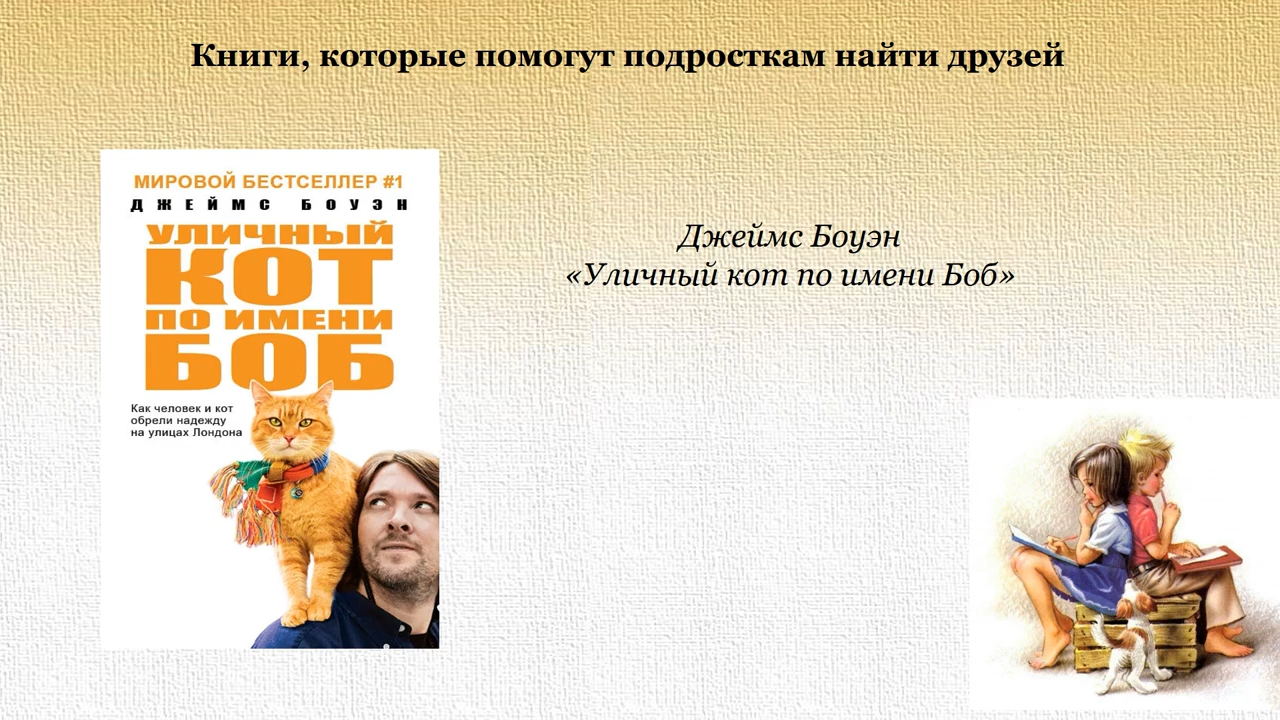 Книги, которые помогут подросткам найти друзей
МИРОВОЙ БЕСТСЕЛЛЕР #1
ДЖЕЙМС БОУЭН
УЛИЧНЫЙ
КОТ
ПО ИМЕНИ
БОБ
Как человек и кот
обрели надежду
на улицах Лондона
Джеймс Боуэн
«Уличный кот по имени Боб»